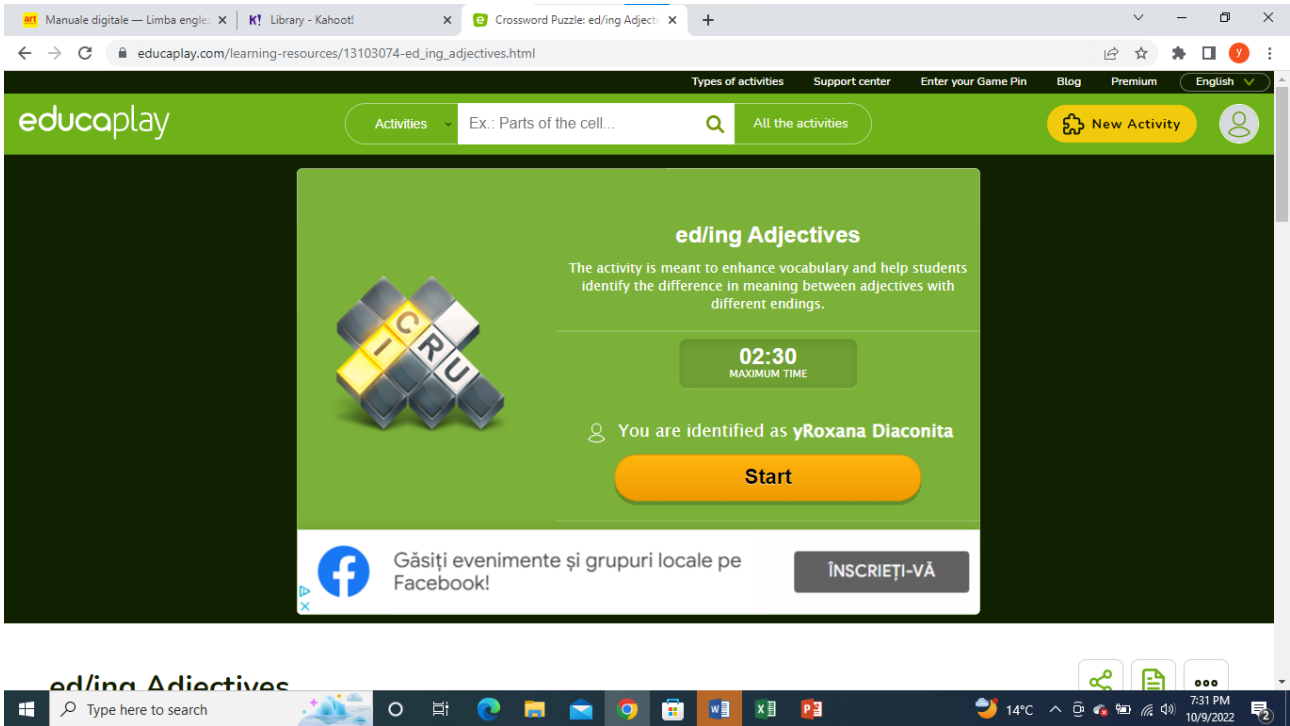 Manuale digitale — Limba engle
Library - Kahoot!
Crossword Puzzle: ed/ing Adject
educaplay.com/learning-resources/13103074-ed_ing_adjectives.html
y
Types of activities Support center Enter your Game Pin Blog Premium English
educaplay
Activities Ex.: Parts of the cell... All the activities New Activity
ed/ing Adjectives
The activity is meant to enhance vocabulary and help students
identify the difference in meaning between adjectives with
different endings.
C
I R
U
02:30
MAXIMUM TIME
You are identified as yRoxana Diaconita
Start
Găsiți evenimente și grupuri locale pe
Facebook!
ÎNSCRIEȚI-VĂ
ed/ing Adjectives
Type here to search
14°C
7:31 PM
10/9/2022
2